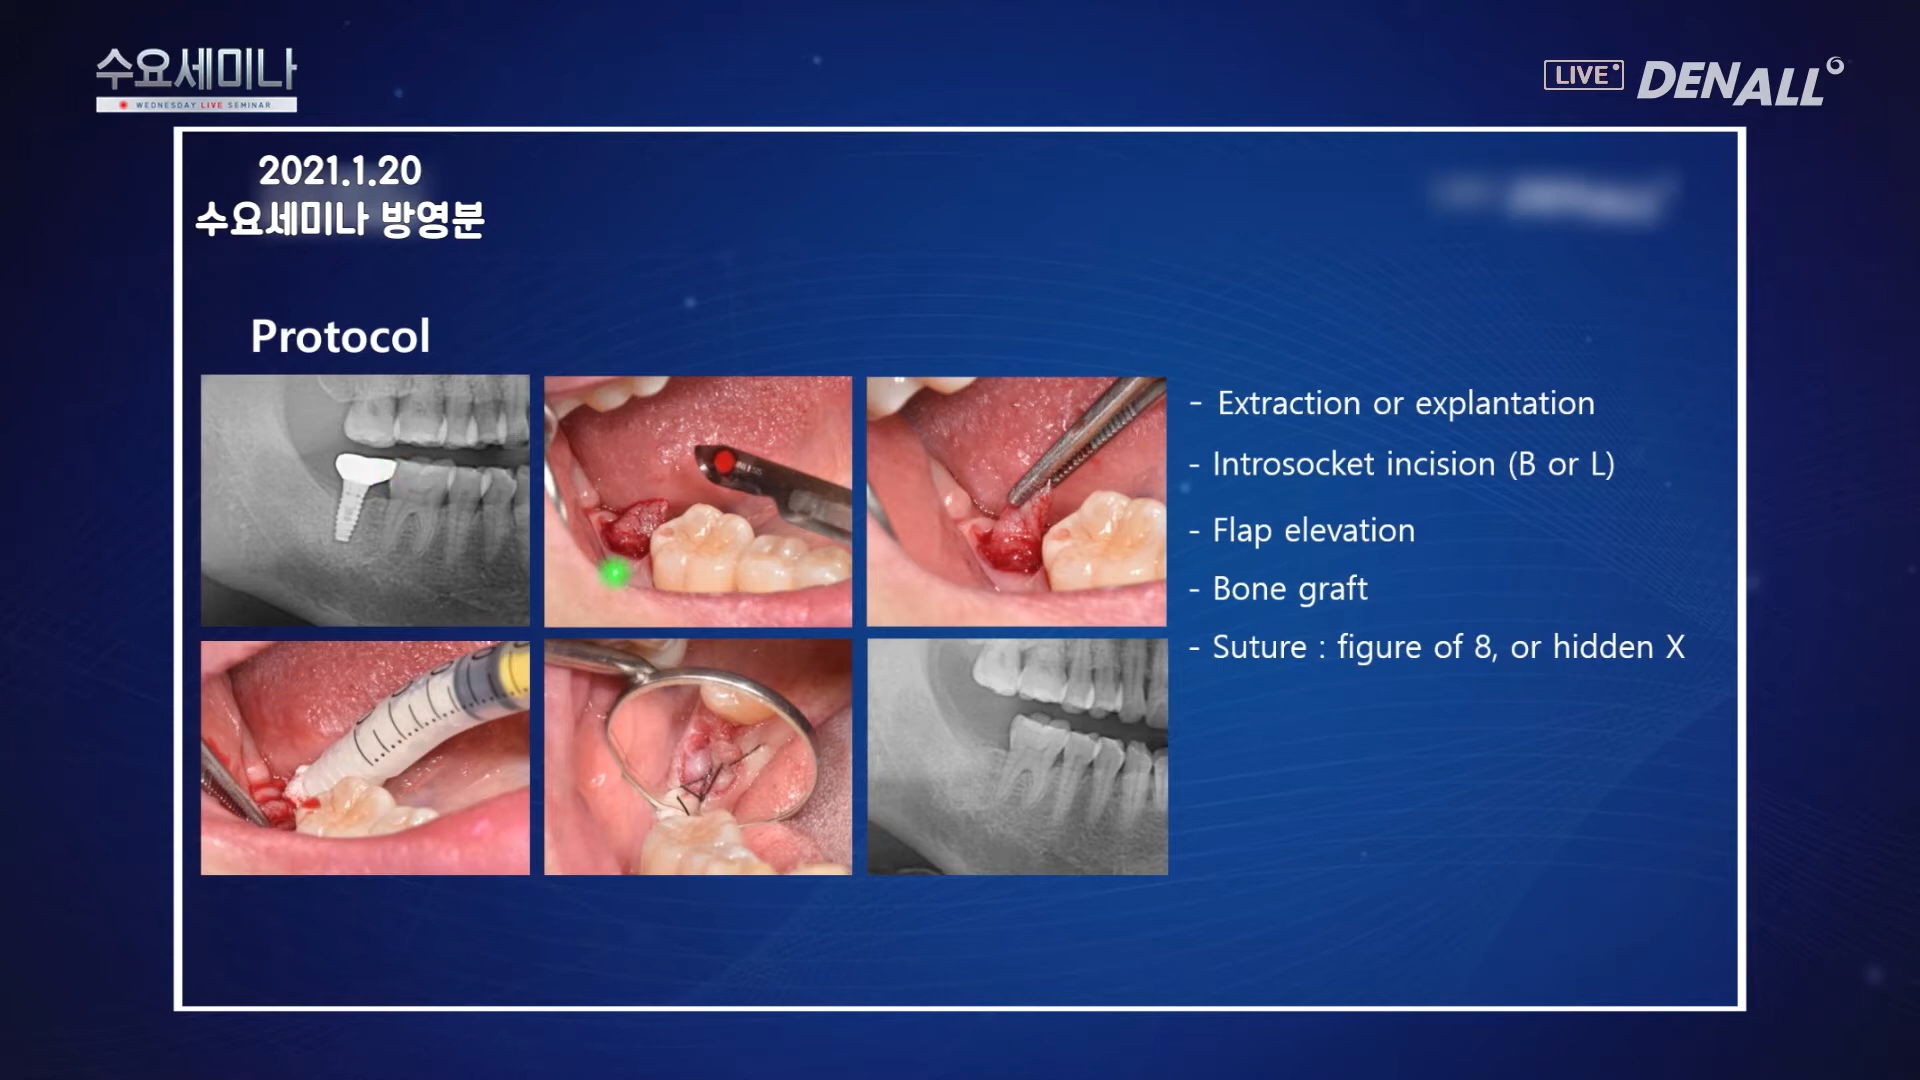 수요세미나
WEDNESDAY LIVE SEMINAR
LIVE
DENALL
2021.1.20
수요세미나 방영분
Protocol
- Extraction or explantation
- Introsocket incision (B or L)
- Flap elevation
- Bone graft
- Suture : figure of 8, or hidden X